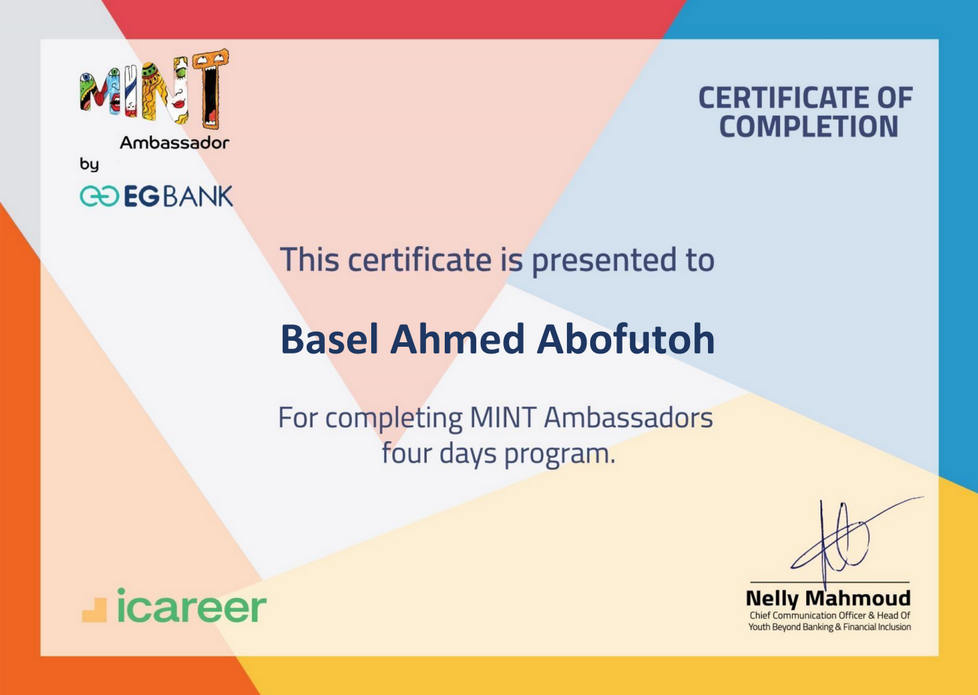 MINT
Ambassador
by
EGBANK
CERTIFICATE OF
COMPLETION
This certificate is presented to
Basel Ahmed Abofutoh
For completing MINT Ambassadors
four days program.
icareer
Nelly Mahmoud
Chief Communication Officer & Head Of
Youth Beyond Banking & Financial Inclusion